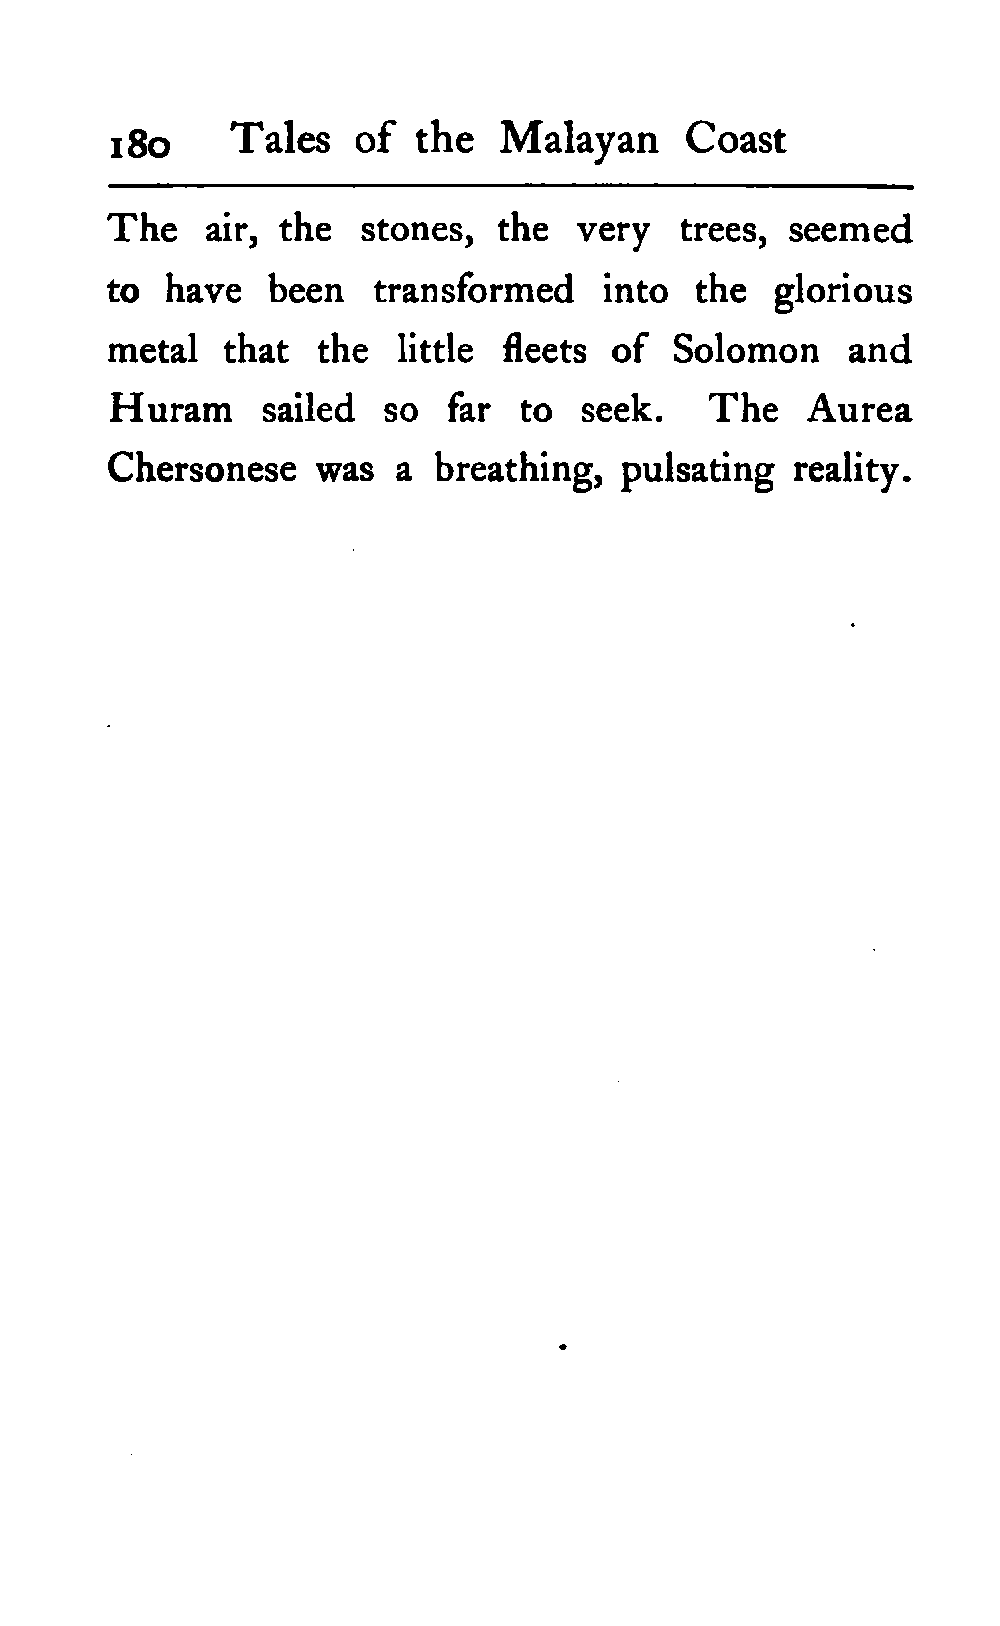 180 Tales of the Malayan Coast
The air, the stones, the very trees, seemed
to have been transformed into the glorious
metal that the little fleets of Solomon and
Huram sailed so far to seek. The Aurea
Chersonese was a breathing, pulsating reality.